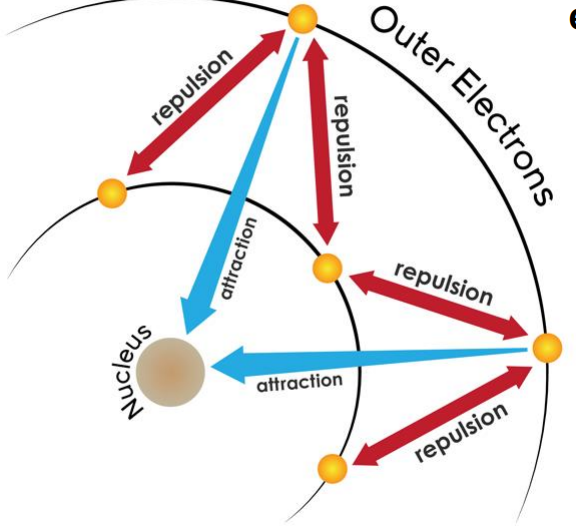 Outer Electrons
e
repulsion
repulsion
attraction
repulsion
Nucleus
attraction
repulsion